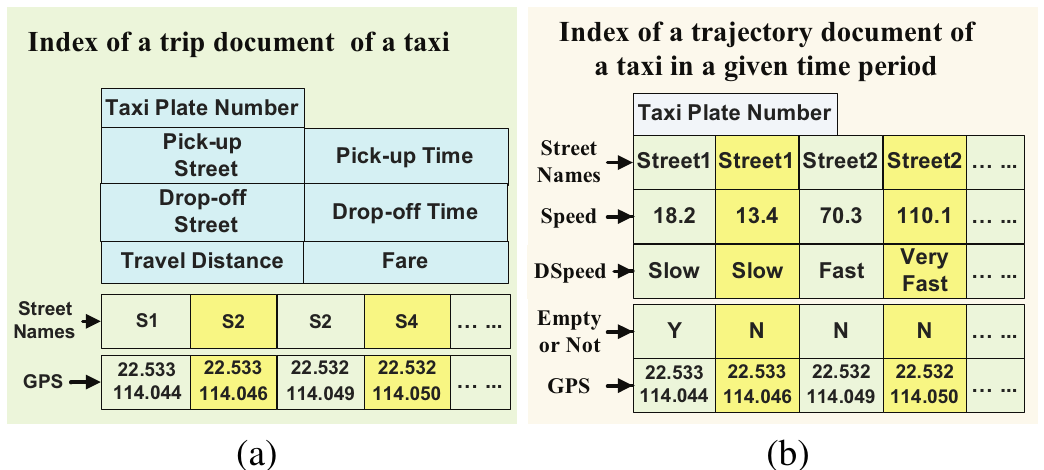 Index of a trip document of a taxi
Taxi Plate Number
Pick-up
Street
Pick-up Time
Drop-off
Street
Drop-off Time
Travel Distance
Fare
Street
Names
S1 S2 S2 S4 ... ...
GPS
22.533 22.533 22.532 22.532 ... ...
114.044 114.046 114.049 114.050
(a)
Index of a trajectory document of
a taxi in a given time period
Taxi Plate Number
Street
Names
Street1 Street1 Street2 Street2 ... ...
Speed 18.2 13.4 70.3 110.1 ... ...
DSpeed Slow Slow Fast Very
Fast
Empty
or Not
Y N N N
GPS
22.533 22.533 22.532 22.532 ... ...
114.044 114.046 114.049 114.050
(b)